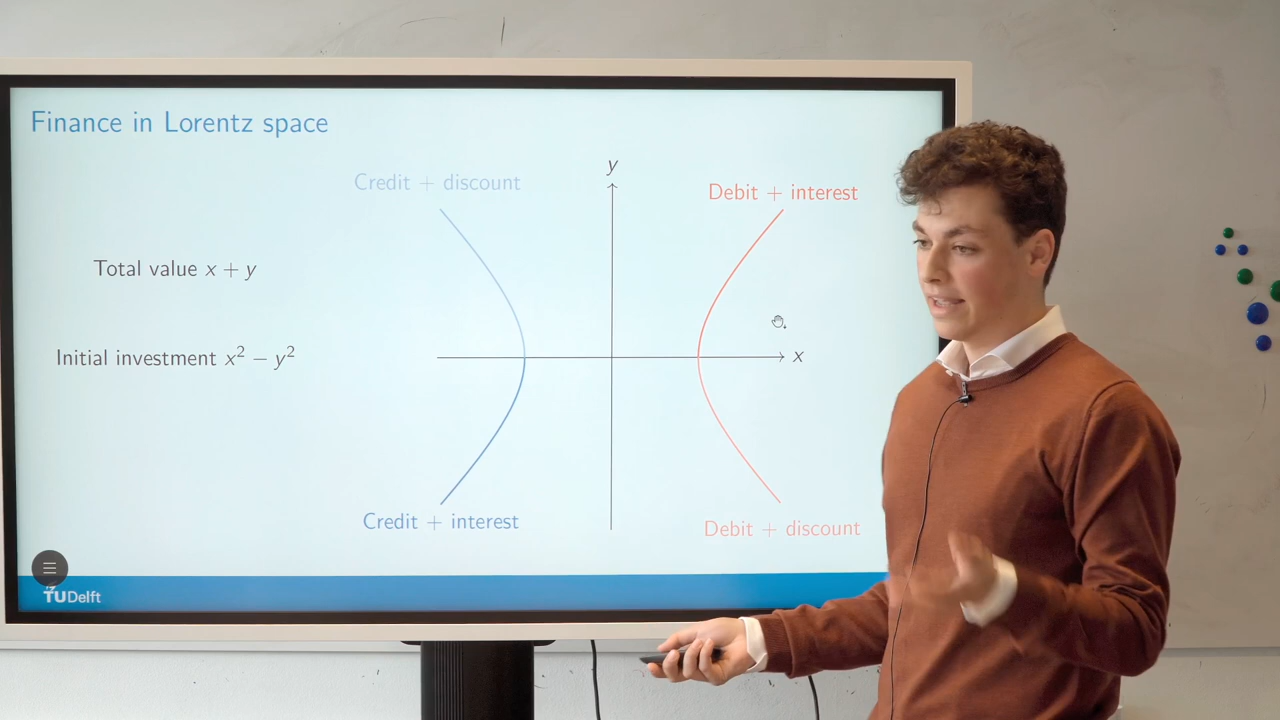 Finance in Lorentz space
y
Credit + discount
Debit + interest
Total value x + y
Initial investment x² − y²
x
Credit + interest
Debit + discount
TUDelft